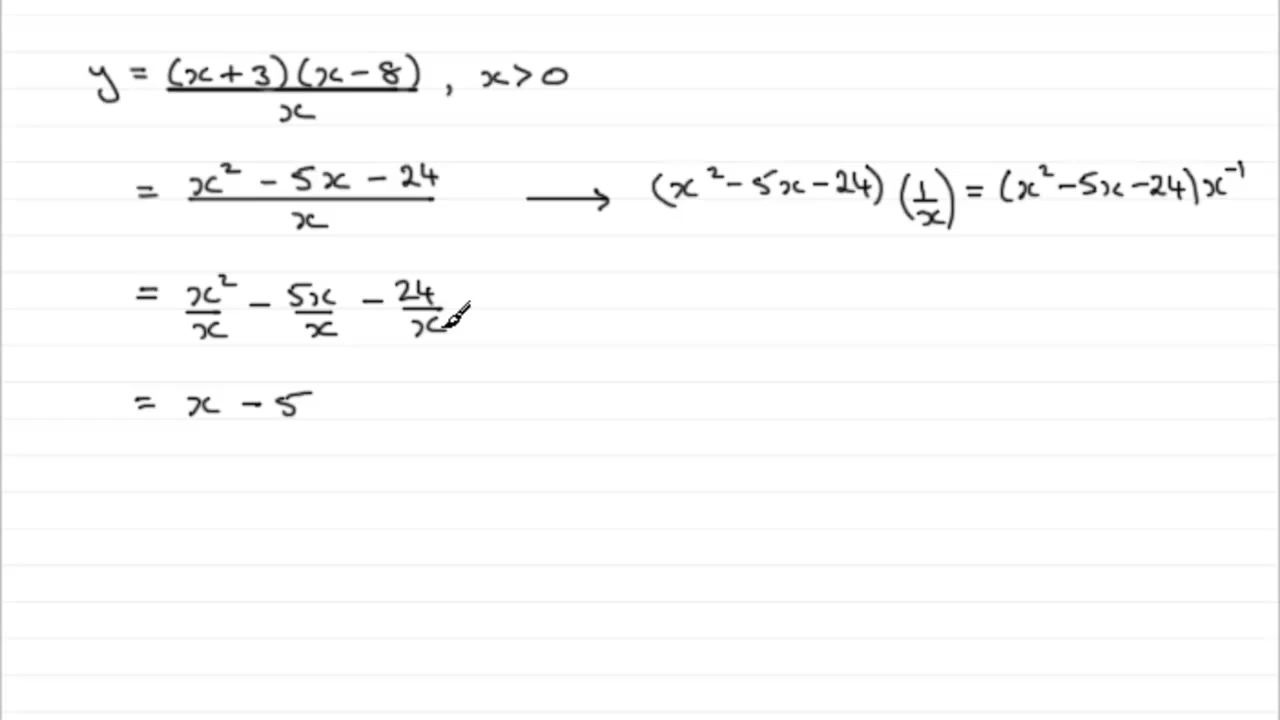 y = (x+3)(x-8)/x , x>0
= x² - 5x - 24/x ⟶ (x² - 5x - 24)(1/x) = (x² - 5x - 24)x⁻¹
= x²/x - 5x/x - 24/x
= x - 5